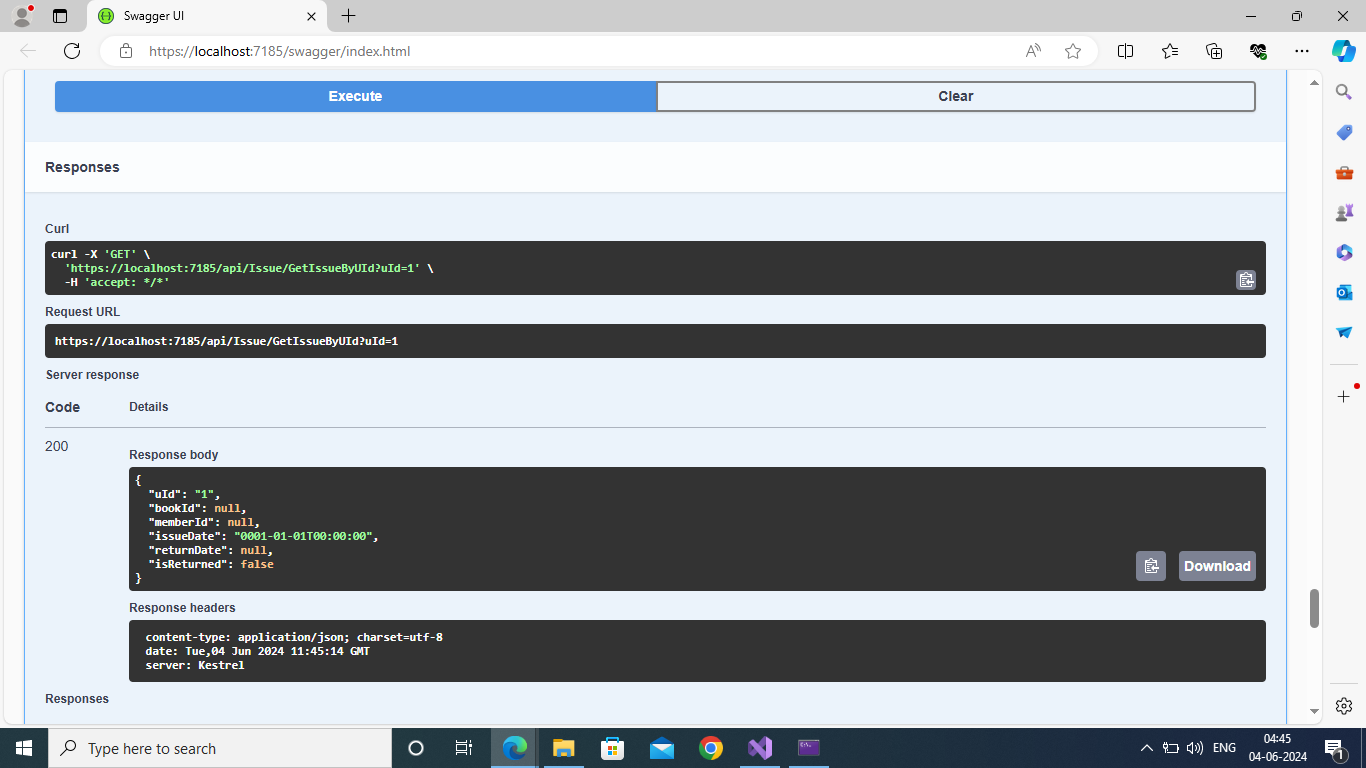 Swagger UI
https://localhost:7185/swagger/index.html
Execute
Clear
Responses
Curl
curl -X 'GET' \
'https://localhost:7185/api/Issue/GetIssueByUId?uId=1' \
-H 'accept: */*'
Request URL
https://localhost:7185/api/Issue/GetIssueByUId?uId=1
Server response
Code Details
200
Response body
{
"uId": "1",
"bookId": null,
"memberId": null,
"issueDate": "0001-01-01T00:00:00",
"returnDate": null,
"isReturned": false
}
Download
Response headers
content-type: application/json; charset=utf-8
date: Tue,04 Jun 2024 11:45:14 GMT
server: Kestrel
Responses
Type here to search
ENG
04:45
04-06-2024
1